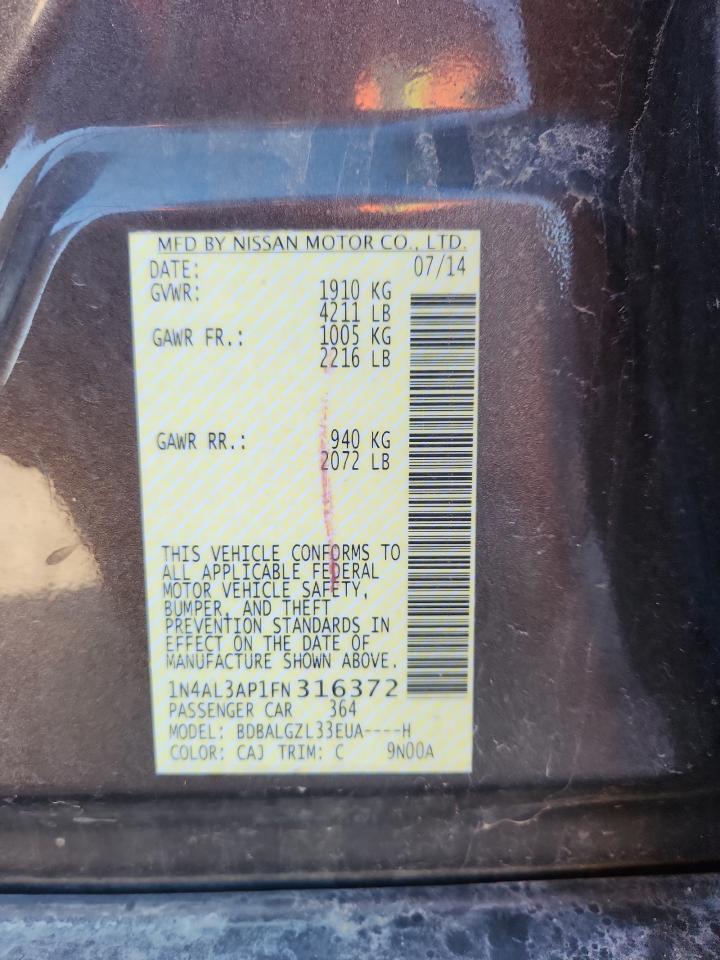 MFD BY NISSAN MOTOR CO., LTD.
DATE: 07/14
GVWR: 1910 KG
4211 LB
GAWR FR.: 1005 KG
2216 LB
GAWR RR.: 940 KG
2072 LB
THIS VEHICLE CONFORMS TO
ALL APPLICABLE FEDERAL
MOTOR VEHICLE SAFETY,
BUMPER, AND THEFT
PREVENTION STANDARDS IN
EFFECT ON THE DATE OF
MANUFACTURE SHOWN ABOVE.
1N4AL3AP1FN316372
PASSENGER CAR 364
MODEL: BDBALGZL33EUA----H
COLOR: CAJ TRIM: C 9N00A